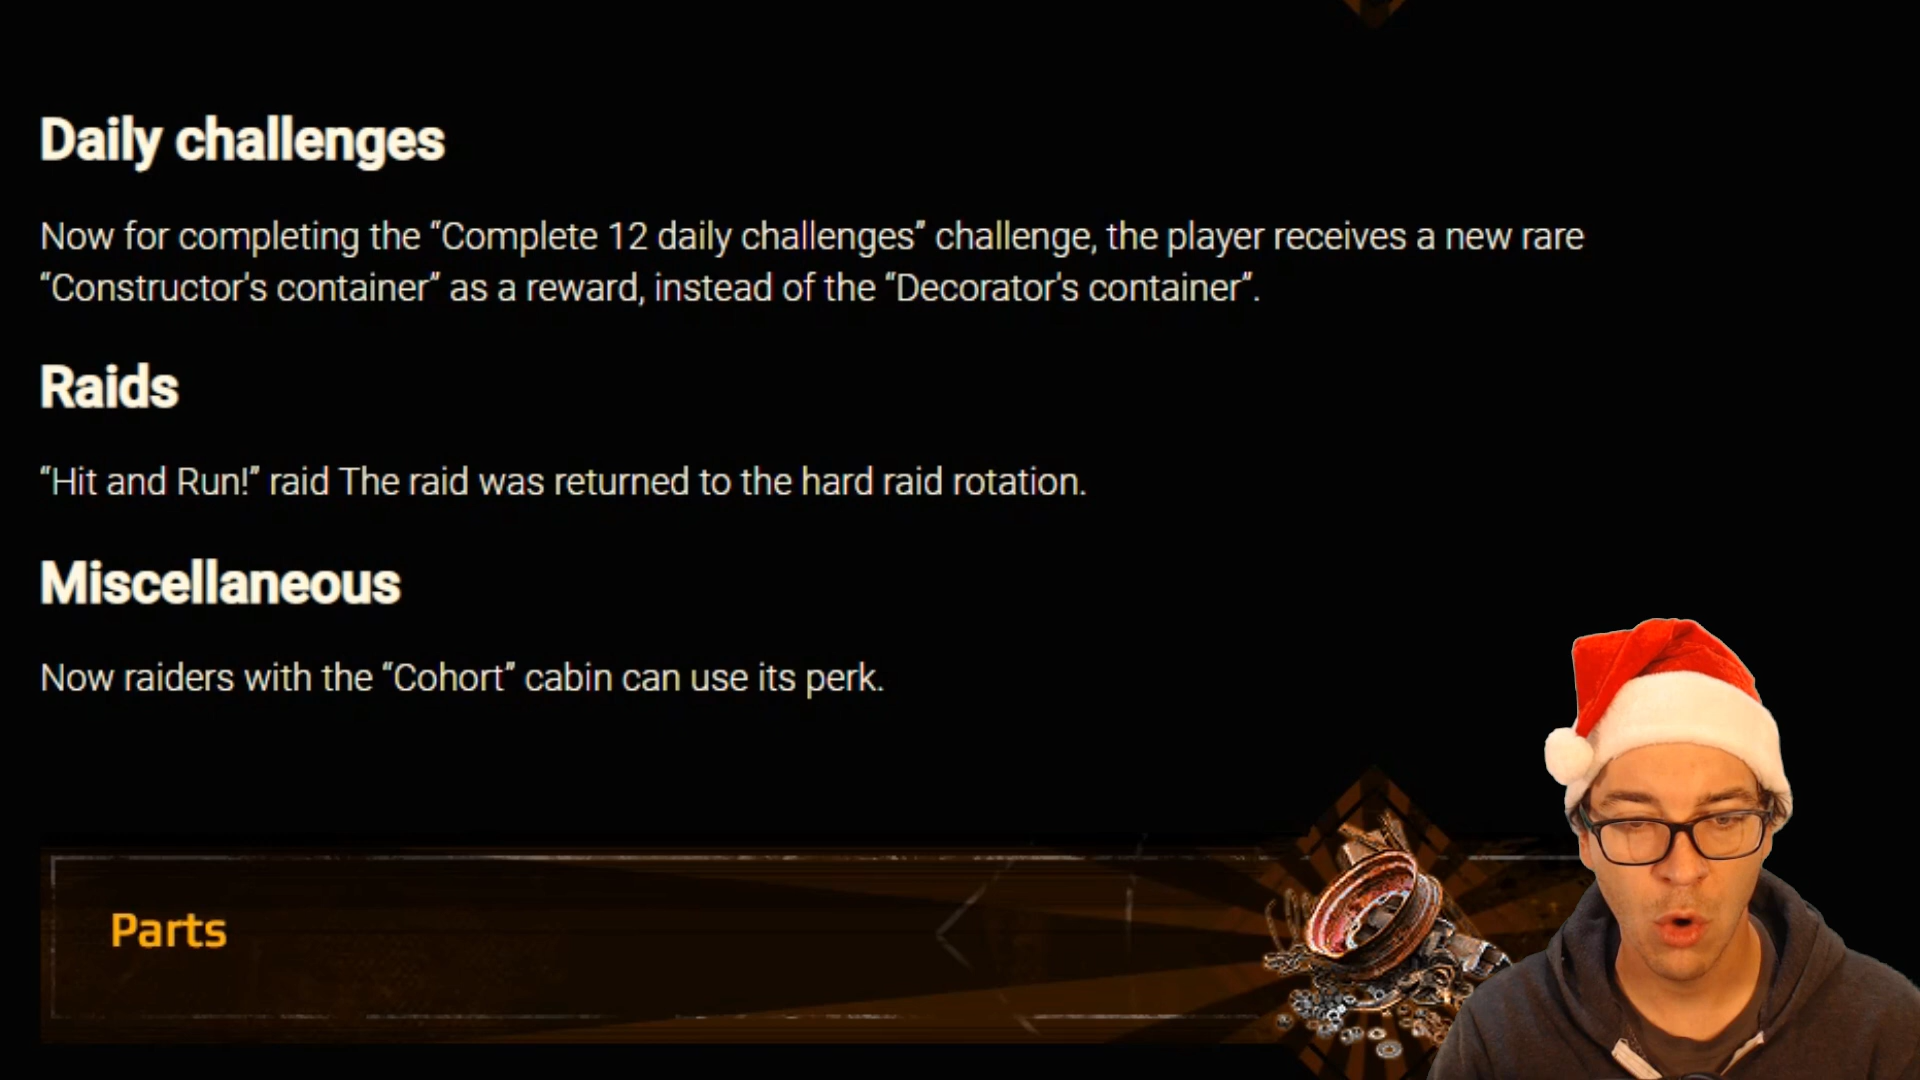 Daily challenges
Now for completing the “Complete 12 daily challenges” challenge, the player receives a new rare
“Constructor's container” as a reward, instead of the “Decorator's container”.
Raids
“Hit and Run!” raid The raid was returned to the hard raid rotation.
Miscellaneous
Now raiders with the “Cohort” cabin can use its perk.
Parts